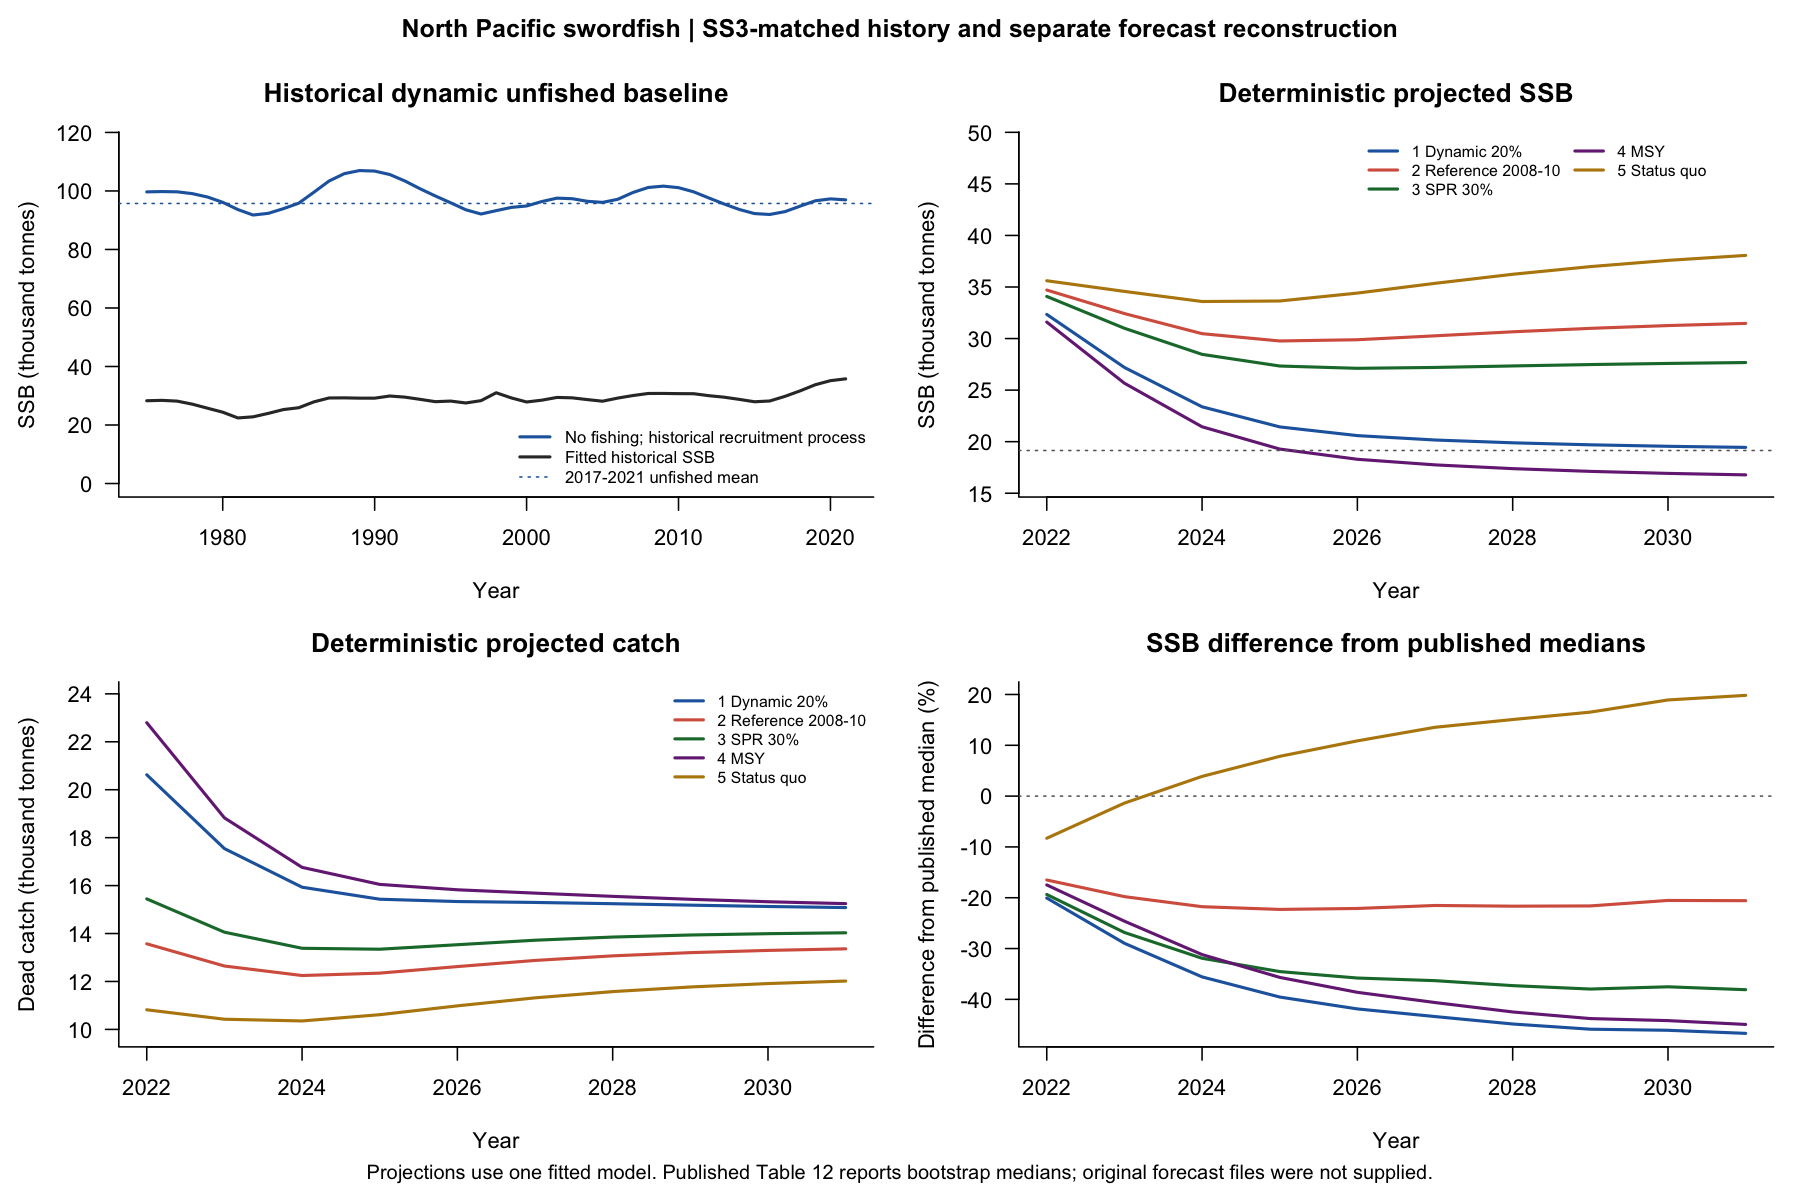 North Pacific swordfish | SS3-matched history and separate forecast reconstruction
Historical dynamic unfished baseline
SSB (thousand tonnes)
120
100
80
60
40
20
0
No fishing; historical recruitment process
Fitted historical SSB
2017-2021 unfished mean
1980 1990 2000 2010 2020
Year
Deterministic projected SSB
SSB (thousand tonnes)
50
45
40
35
30
25
20
15
1 Dynamic 20%
2 Reference 2008-10
3 SPR 30%
4 MSY
5 Status quo
2022 2024 2026 2028 2030
Year
Deterministic projected catch
Dead catch (thousand tonnes)
24
22
20
18
16
14
12
10
1 Dynamic 20%
2 Reference 2008-10
3 SPR 30%
4 MSY
5 Status quo
2022 2024 2026 2028 2030
Year
SSB difference from published medians
Difference from published median (%)
20
10
0
-10
-20
-30
-40
2022 2024 2026 2028 2030
Year
Projections use one fitted model. Published Table 12 reports bootstrap medians; original forecast files were not supplied.